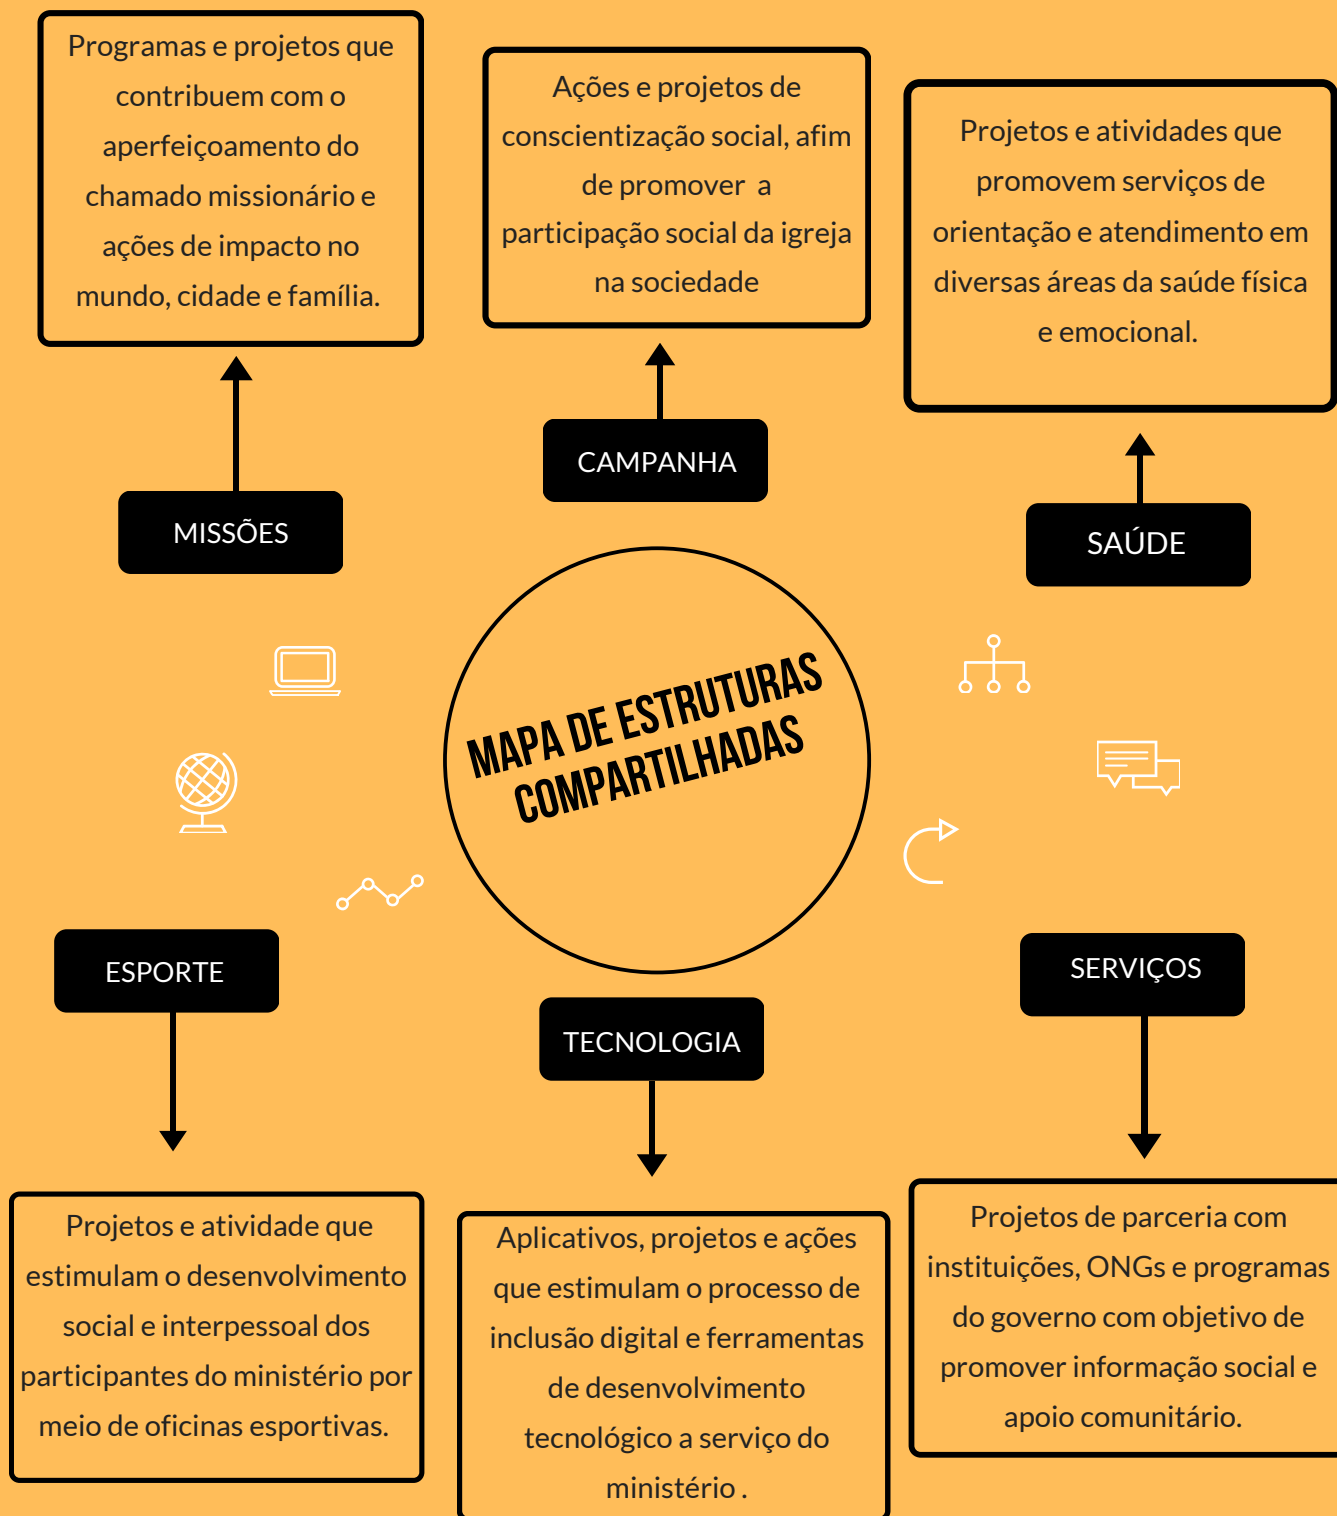 Programas e projetos que
contribuem com o
aperfeiçoamento do
chamado missionário e
ações de impacto no
mundo, cidade e família.
Ações e projetos de
conscientização social, afim
de promover a
participação social da igreja
na sociedade
Projetos e atividades que
promovem serviços de
orientação e atendimento em
diversas áreas da saúde física
e emocional.
MISSÕES
CAMPANHA
SAÚDE
MAPA DE ESTRUTURAS
COMPARTILHADAS
ESPORTE
TECNOLOGIA
SERVIÇOS
Projetos e atividade que
estimulam o desenvolvimento
social e interpessoal dos
participantes do ministério por
meio de oficinas esportivas.
Aplicativos, projetos e ações
que estimulam o processo de
inclusão digital e ferramentas
de desenvolvimento
tecnológico a serviço do
ministério .
Projetos de parceria com
instituições, ONGs e programas
do governo com objetivo de
promover informação social e
apoio comunitário.